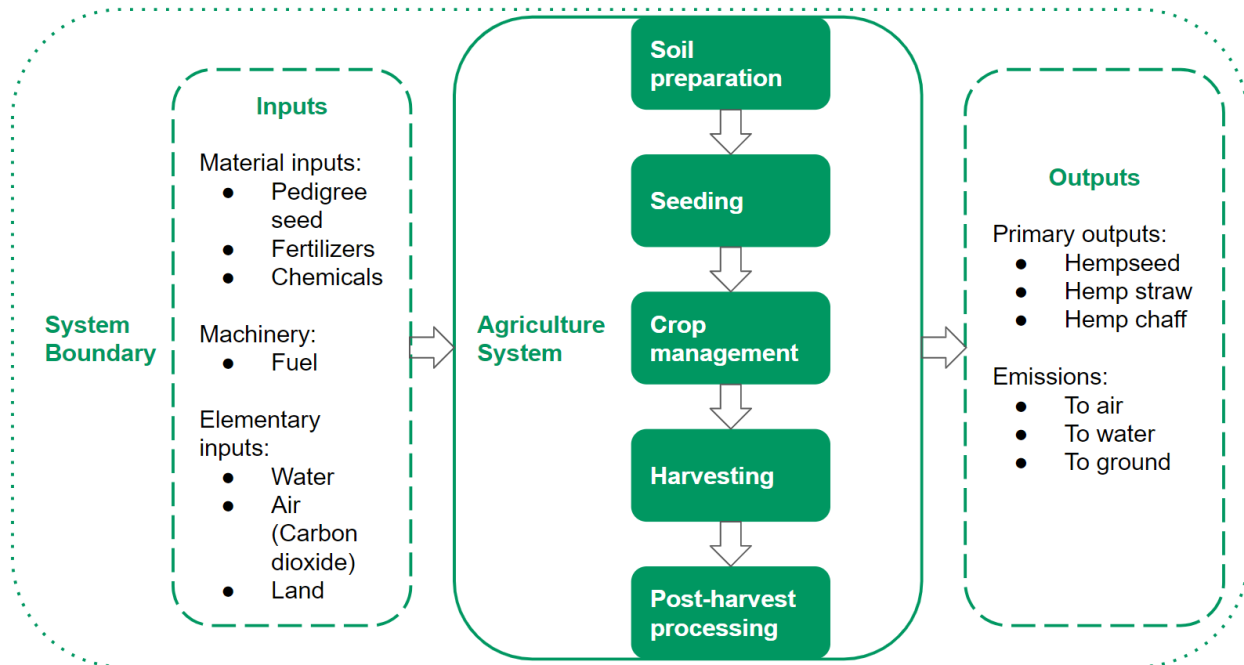 System
Boundary
Inputs
Material inputs:
● Pedigree
seed
● Fertilizers
● Chemicals
Machinery:
● Fuel
Elementary
inputs:
● Water
● Air
(Carbon
dioxide)
● Land
Agriculture
System
Soil
preparation
Seeding
Crop
management
Harvesting
Post-harvest
processing
Outputs
Primary outputs:
● Hempseed
● Hemp straw
● Hemp chaff
Emissions:
● To air
● To water
● To ground